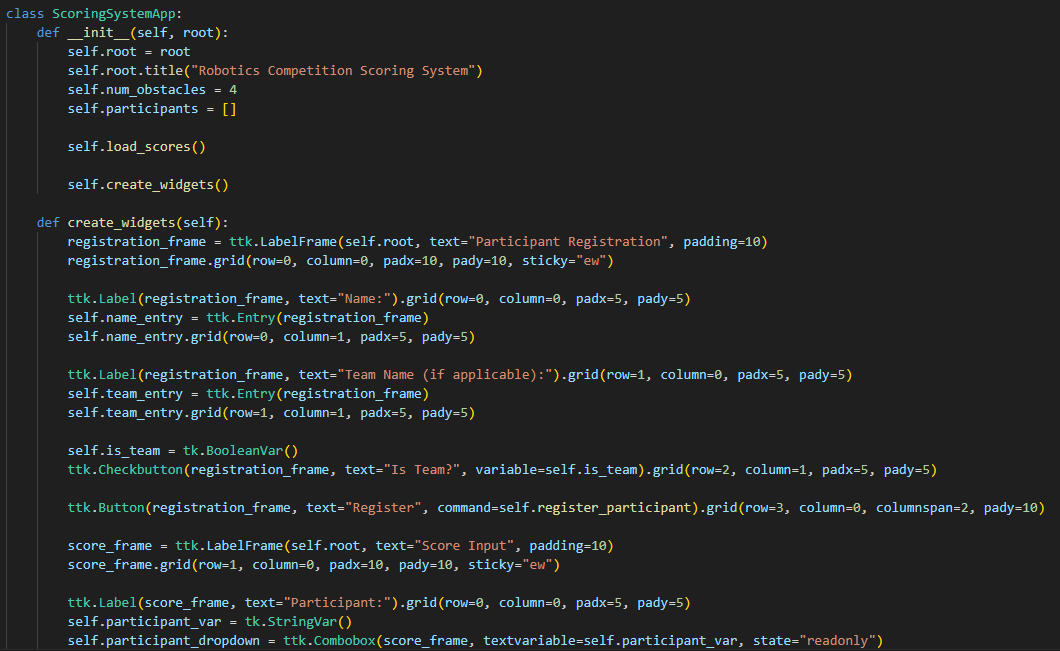 class ScoringSystemApp:
    def __init__(self, root):
        self.root = root
        self.root.title("Robotics Competition Scoring System")
        self.num_obstacles = 4
        self.participants = []

        self.load_scores()

        self.create_widgets()

    def create_widgets(self):
        registration_frame = ttk.LabelFrame(self.root, text="Participant Registration", padding=10)
        registration_frame.grid(row=0, column=0, padx=10, pady=10, sticky="ew")

        ttk.Label(registration_frame, text="Name:").grid(row=0, column=0, padx=5, pady=5)
        self.name_entry = ttk.Entry(registration_frame)
        self.name_entry.grid(row=0, column=1, padx=5, pady=5)

        ttk.Label(registration_frame, text="Team Name (if applicable):").grid(row=1, column=0, padx=5, pady=5)
        self.team_entry = ttk.Entry(registration_frame)
        self.team_entry.grid(row=1, column=1, padx=5, pady=5)

        self.is_team = tk.BooleanVar()
        ttk.Checkbutton(registration_frame, text="Is Team?", variable=self.is_team).grid(row=2, column=1, padx=5, pady=5)

        ttk.Button(registration_frame, text="Register", command=self.register_participant).grid(row=3, column=0, columnspan=2, pady=10)

        score_frame = ttk.LabelFrame(self.root, text="Score Input", padding=10)
        score_frame.grid(row=1, column=0, padx=10, pady=10, sticky="ew")

        ttk.Label(score_frame, text="Participant:").grid(row=0, column=0, padx=5, pady=5)
        self.participant_var = tk.StringVar()
        self.participant_dropdown = ttk.Combobox(score_frame, textvariable=self.participant_var, state="readonly")